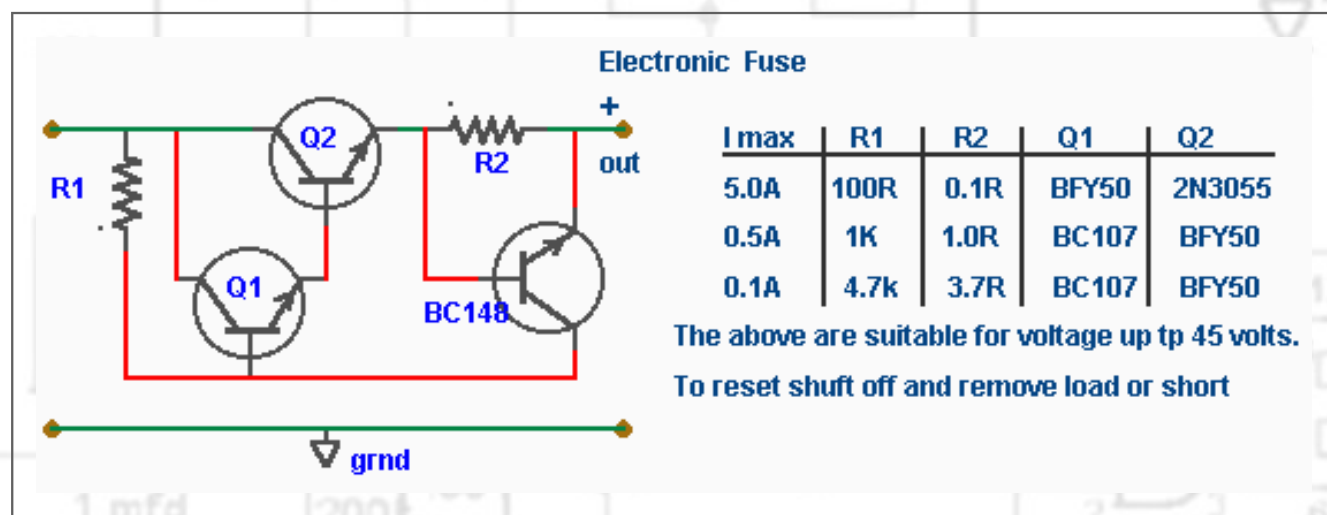 Electronic Fuse
+
out
Q2
R2
R1
Q1
BC148
grnd
I max R1 R2 Q1 Q2
5.0A 100R 0.1R BFY50 2N3055
0.5A 1K 1.0R BC107 BFY50
0.1A 4.7k 3.7R BC107 BFY50
The above are suitable for voltage up tp 45 volts.
To reset shuft off and remove load or short
1 mfd